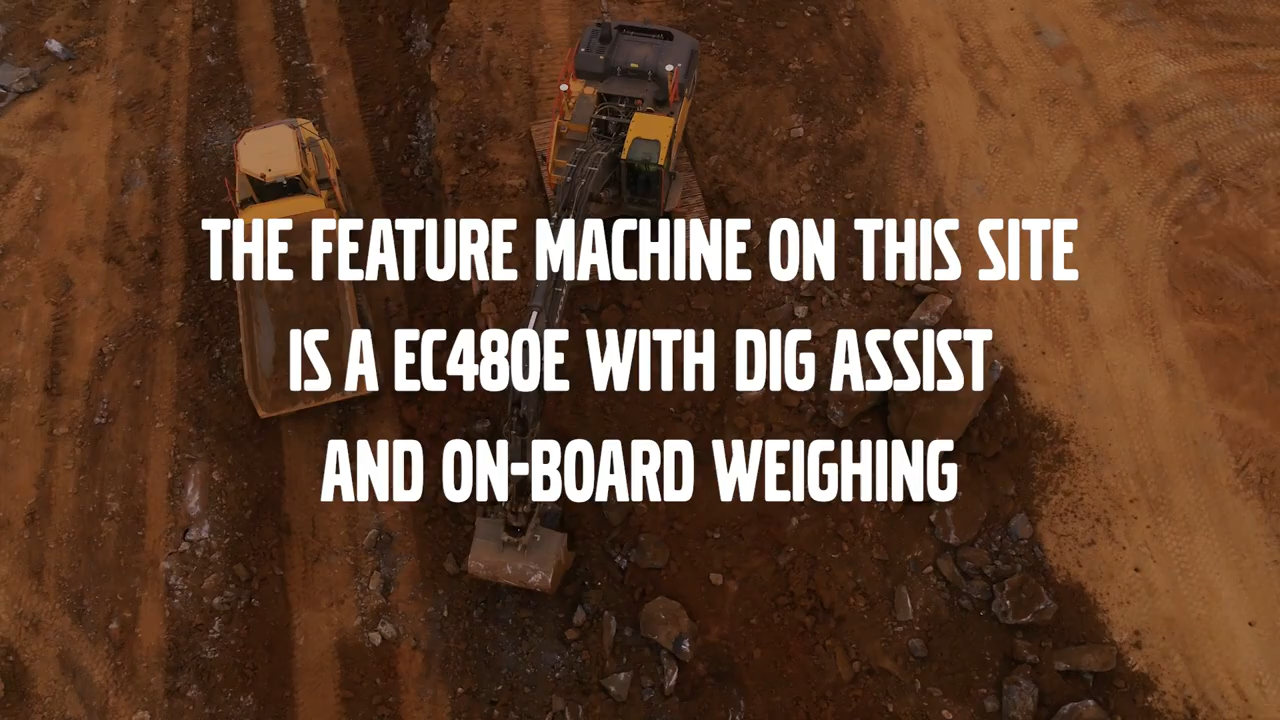 THE FEATURE MACHINE ON THIS SITE
IS A EC480E WITH DIG ASSIST
AND ON-BOARD WEIGHING